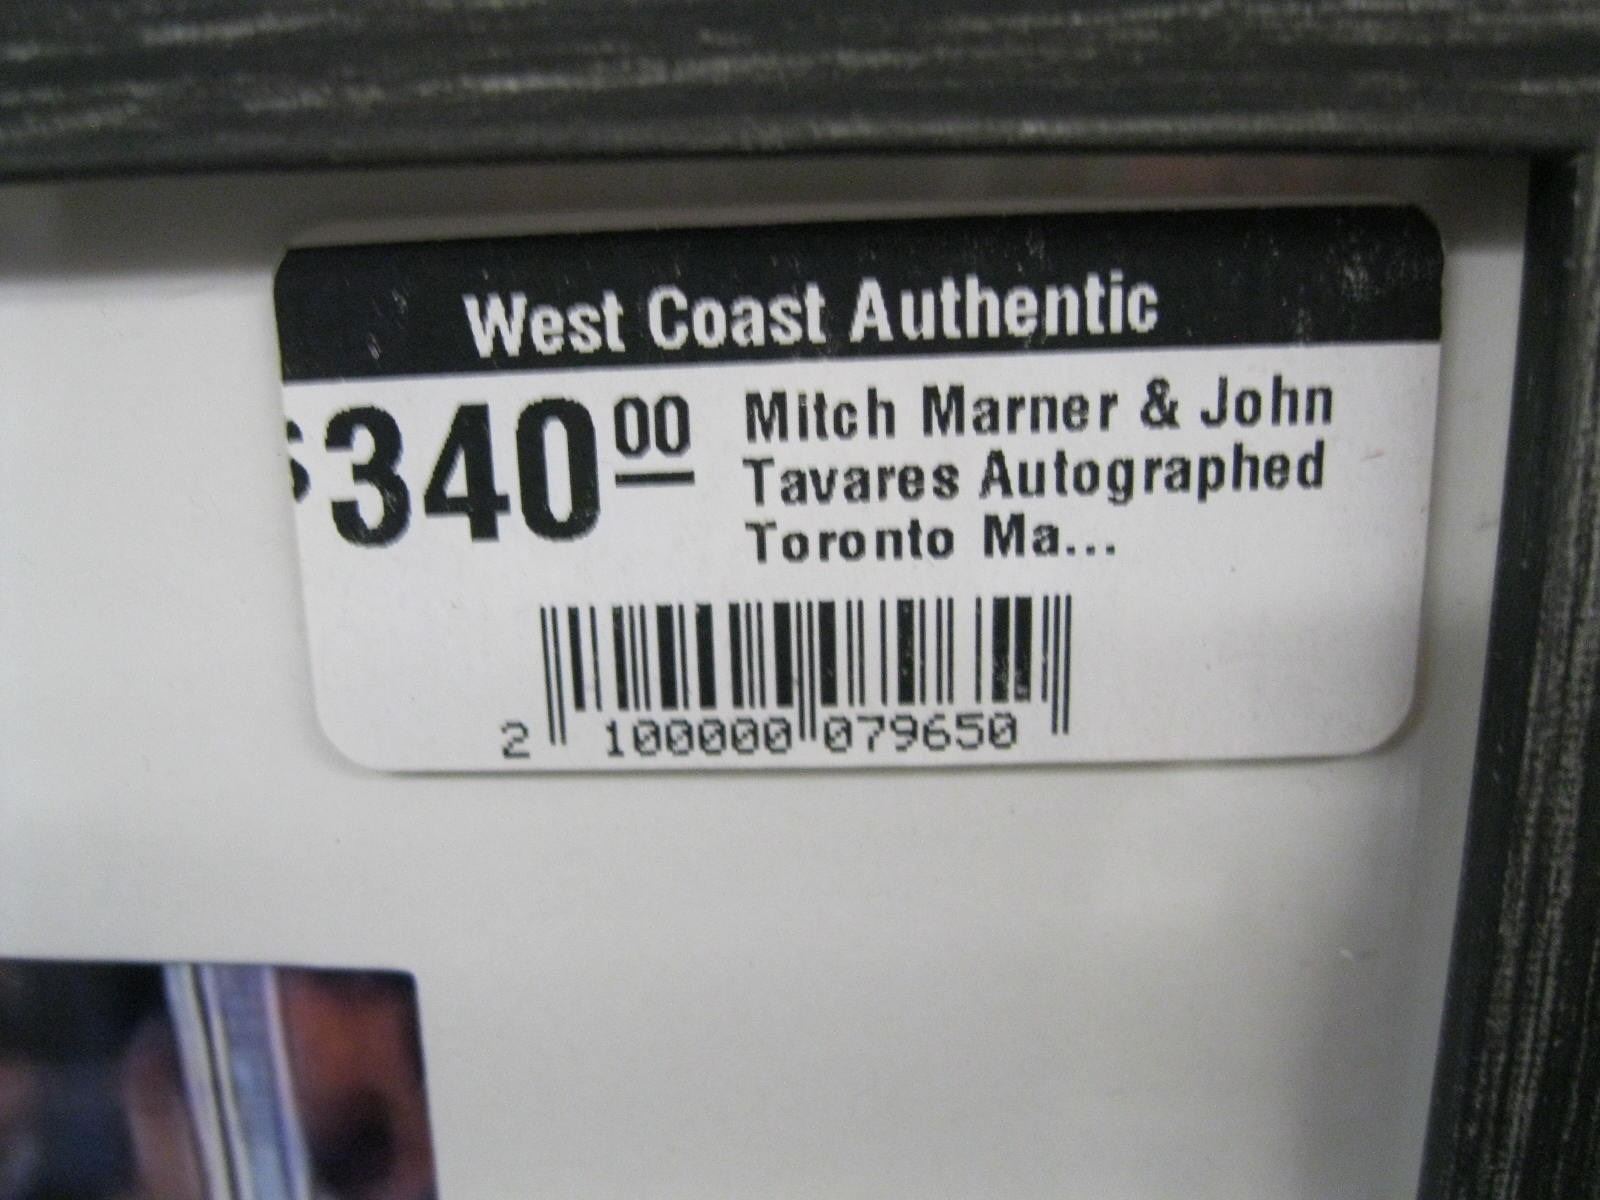 West Coast Authentic
$340 00
Mitch Marner & John
Tavares Autographed
Toronto Ma...
2 100000 079650